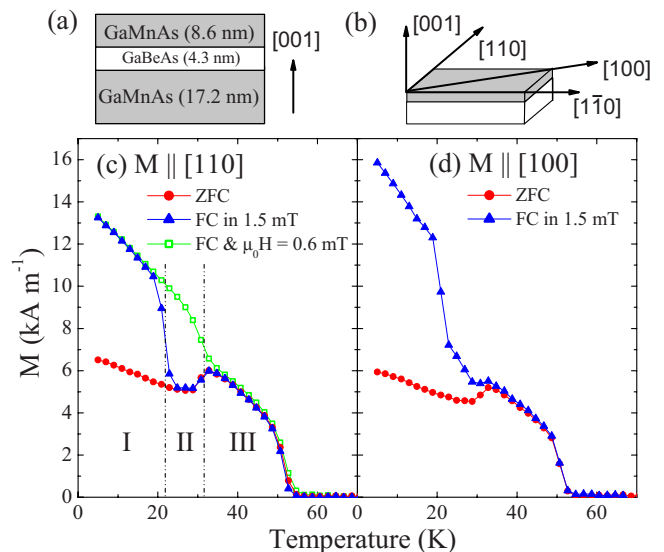 (a)
GaMnAs (8.6 nm)
GaBeAs (4.3 nm)
GaMnAs (17.2 nm)
[001]
(b)
[001]
[110]
[100]
[11̄0]
(c) M || [110]
ZFC
FC in 1.5 mT
FC & μ₀H = 0.6 mT
I
II
III
(d) M || [100]
ZFC
FC in 1.5 mT
M (kA m⁻¹)
16
14
12
10
8
6
4
2
0
0 20 40 60
0 20 40 60
Temperature (K)